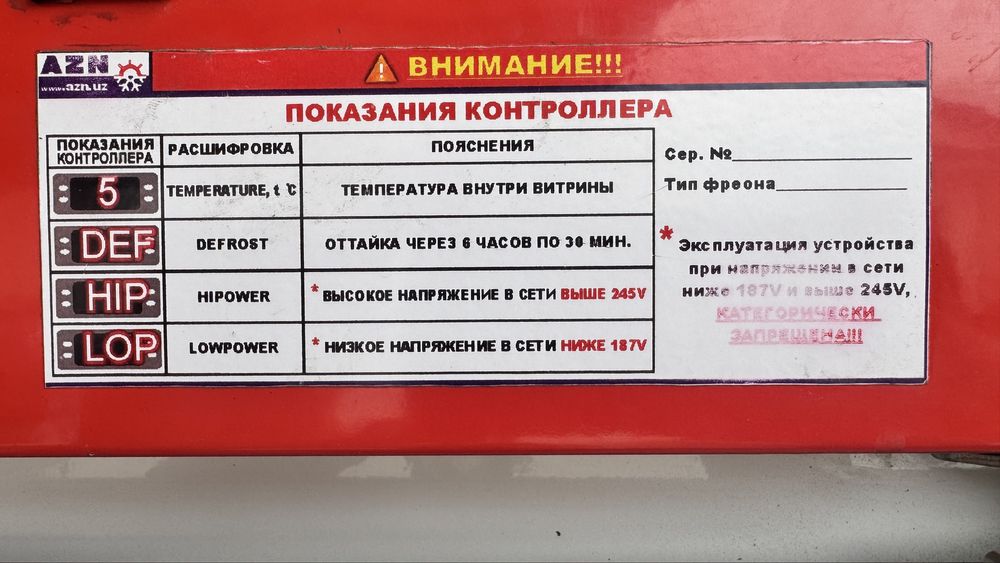 AZN
www.azn.uz
ВНИМАНИЕ!!!
ПОКАЗАНИЯ КОНТРОЛЛЕРА
ПОКАЗАНИЯ КОНТРОЛЛЕРА РАСШИФРОВКА ПОЯСНЕНИЯ
5 TEMPERATURE, t °C ТЕМПЕРАТУРА ВНУТРИ ВИТРИНЫ
DEF DEFROST ОТТАЙКА ЧЕРЕЗ 6 ЧАСОВ ПО 30 МИН.
HIP HIPOWER * ВЫСОКОЕ НАПРЯЖЕНИЕ В СЕТИ ВЫШЕ 245V
LOP LOWPOWER * НИЗКОЕ НАПРЯЖЕНИЕ В СЕТИ НИЖЕ 187V
Сер. №
Тип фреона
* Эксплуатация устройства
при напряжении в сети
ниже 187V и выше 245V,
КАТЕГОРИЧЕСКИ
ЗАПРЕЩЕНА!!!